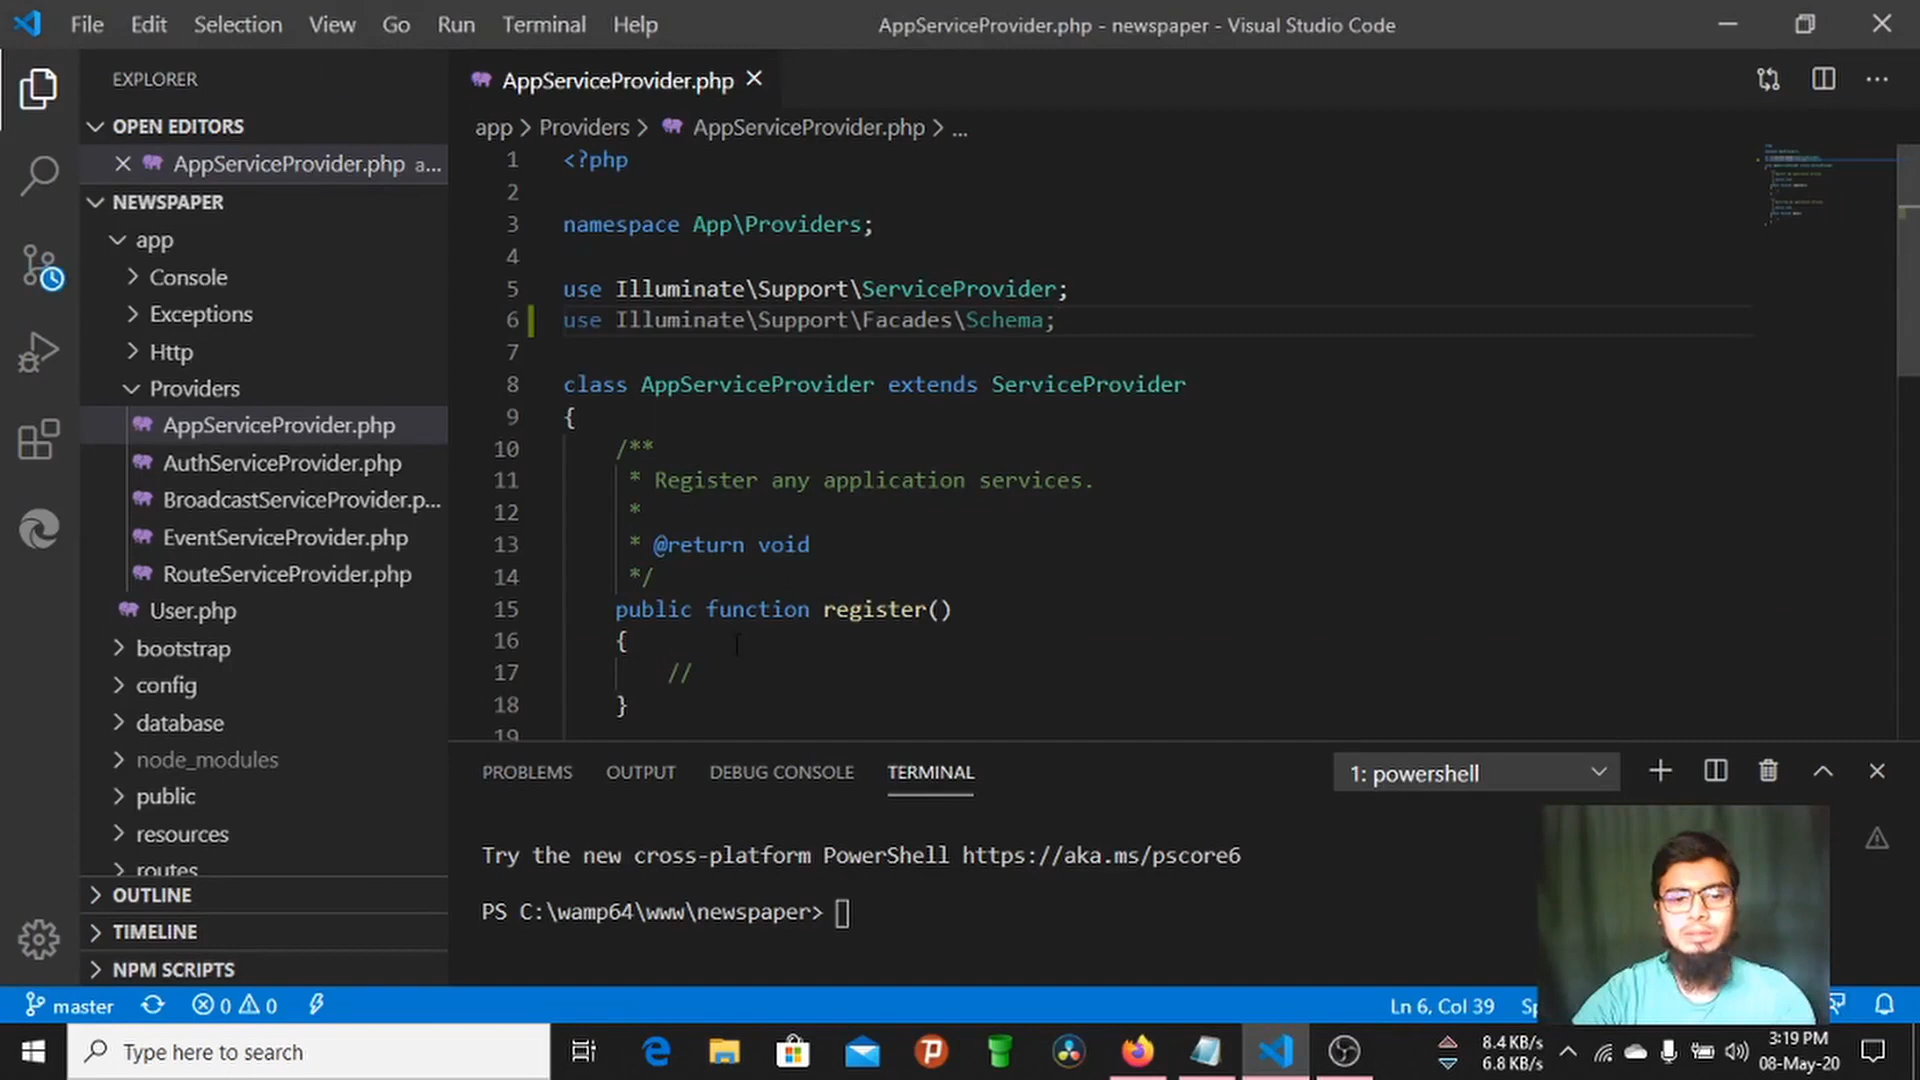 File Edit Selection View Go Run Terminal Help
AppServiceProvider.php - newspaper - Visual Studio Code
EXPLORER
OPEN EDITORS
AppServiceProvider.php a...
NEWSPAPER
app
Console
Exceptions
Http
Providers
AppServiceProvider.php
AuthServiceProvider.php
BroadcastServiceProvider.p...
EventServiceProvider.php
RouteServiceProvider.php
User.php
bootstrap
config
database
node_modules
public
resources
routes
OUTLINE
TIMELINE
NPM SCRIPTS
AppServiceProvider.php
app > Providers > AppServiceProvider.php > ...
1 <?php
2
3 namespace App\Providers;
4
5 use Illuminate\Support\ServiceProvider;
6 use Illuminate\Support\Facades\Schema;
7
8 class AppServiceProvider extends ServiceProvider
9 {
10 /**
11 * Register any application services.
12 *
13 * @return void
14 */
15 public function register()
16 {
17 //
18 }
19
PROBLEMS OUTPUT DEBUG CONSOLE TERMINAL
1: powershell
Try the new cross-platform PowerShell https://aka.ms/pscore6
PS C:\wamp64\www\newspaper>
master 0 0
Ln 6, Col 39
Type here to search
8.4 KB/s
6.8 KB/s
3:19 PM
08-May-20